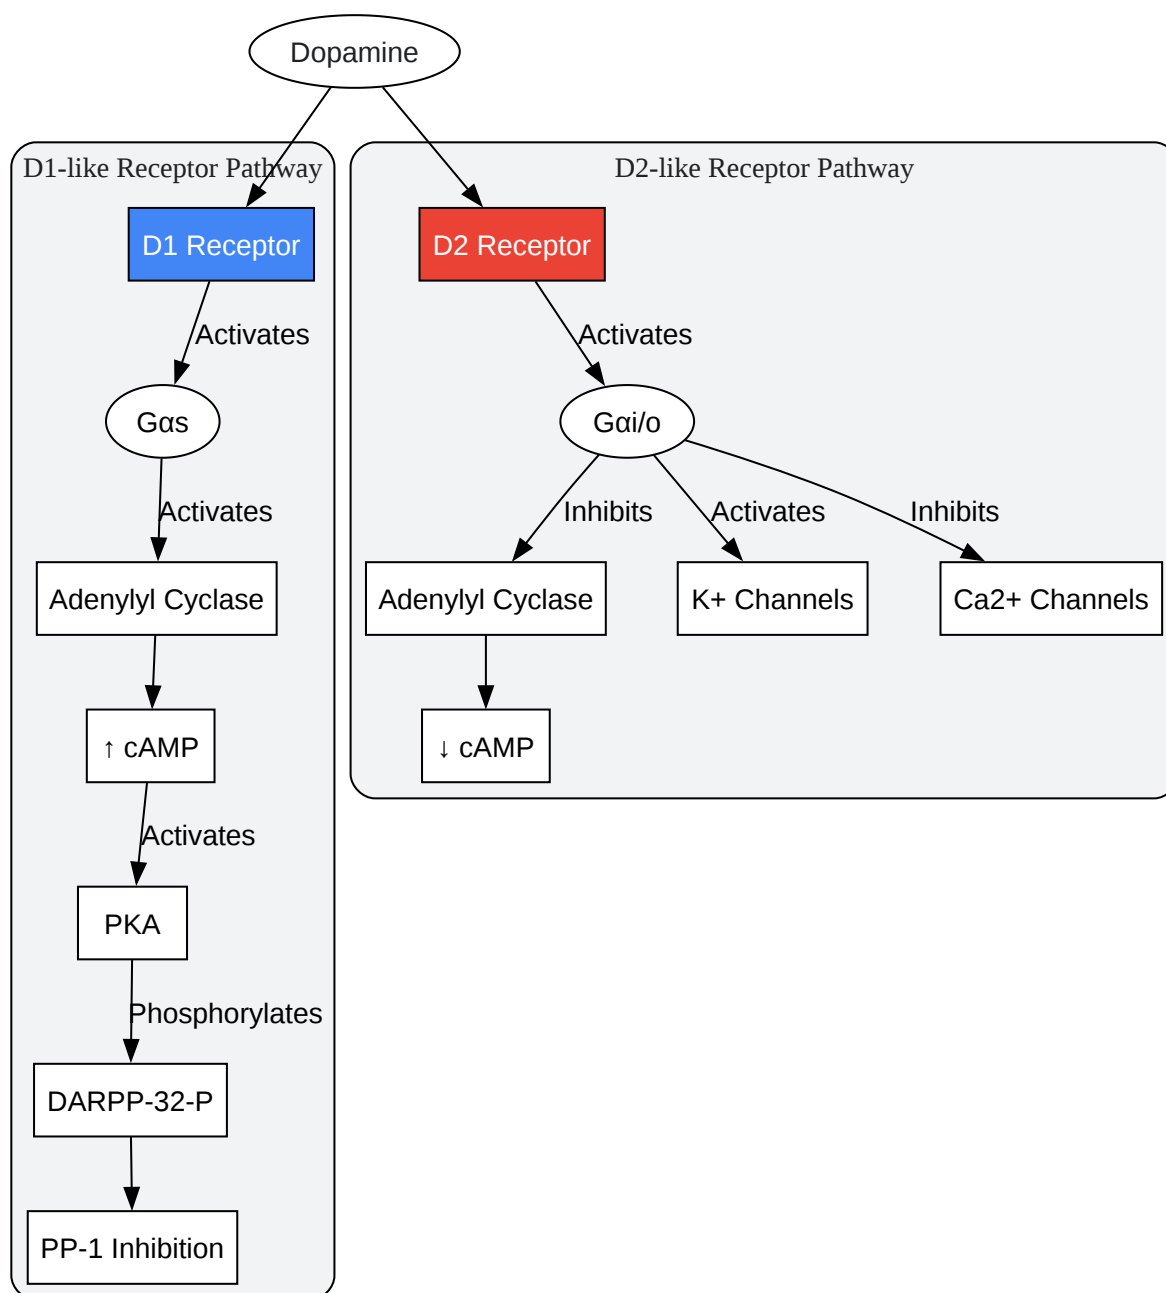 Dopamine
D1-like Receptor Pathway
D2-like Receptor Pathway
D1 Receptor
D2 Receptor
Activates
Activates
Gαs
Gαi/o
Activates
Inhibits
Activates
Inhibits
Adenylyl Cyclase
Adenylyl Cyclase
K+ Channels
Ca2+ Channels
↑ cAMP
↓ cAMP
Activates
PKA
Phosphorylates
DARPP-32-P
PP-1 Inhibition